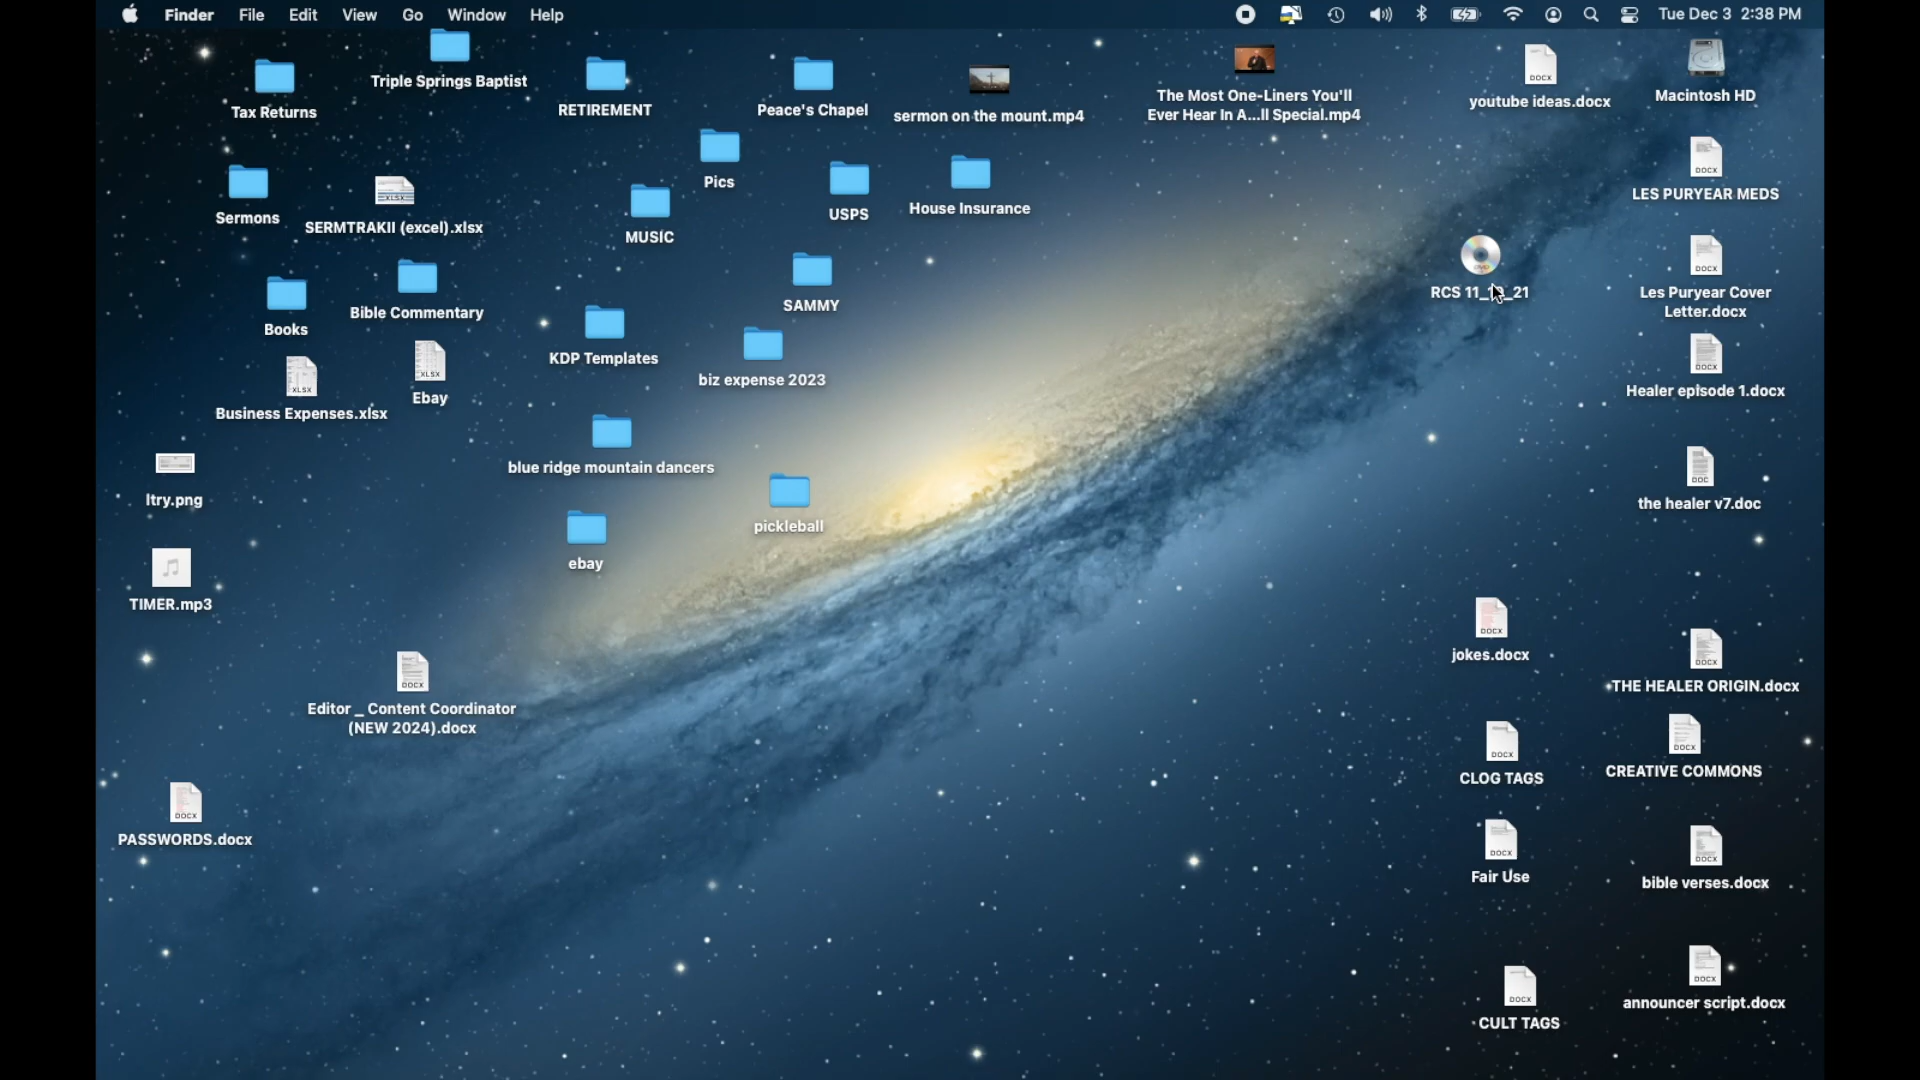 Finder File Edit View Go Window Help Tue Dec 3 2:38 PM
Triple Springs Baptist
Tax Returns
RETIREMENT
Peace's Chapel
sermon on the mount.mp4
The Most One-Liners You'll
Ever Hear In A...ll Special.mp4
youtube ideas.docx
Macintosh HD
Pics
Sermons
SERMTRAKII (excel).xlsx
MUSIC
USPS
House Insurance
LES PURYEAR MEDS
SAMMY
RCS 11_
_21
Les Puryear Cover
Letter.docx
Books
Bible Commentary
KDP Templates
biz expense 2023
Healer episode 1.docx
Business Expenses.xlsx
Ebay
blue ridge mountain dancers
ltry.png
the healer v7.doc
pickleball
ebay
TIMER.mp3
jokes.docx
THE HEALER ORIGIN.docx
Editor _ Content Coordinator
(NEW 2024).docx
CLOG TAGS
CREATIVE COMMONS
PASSWORDS.docx
Fair Use
bible verses.docx
CULT TAGS
announcer script.docx